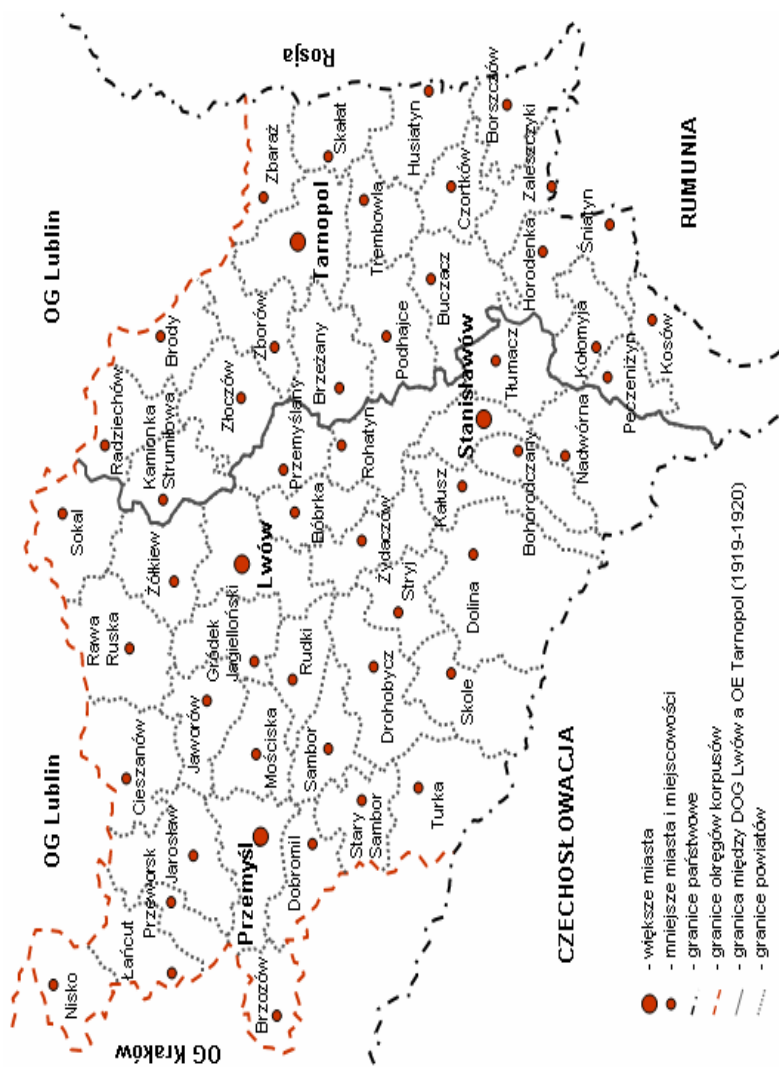 OG Lublin
OG Lublin
OG Kraków
Rosja
RUMUNIA
CZECHOSŁOWACJA
Nisko
Łańcut
Przeworsk
Jarosław
Przemyśl
Brzozów
Dobromil
Cieszanów
Jaworów
Mościska
Sambor
Stary
Sambor
Turka
Rawa
Ruska
Gródek
Jagielloński
Rudki
Drohobycz
Skole
Sokal
Żółkiew
Lwów
Bóbrka
Żydaczów
Stryj
Dolina
Radziechów
Kamionka
Strumiłowa
Przemyślany
Rohatyn
Kałusz
Stanisławów
Bohorodczany
Nadwórna
Brody
Złoczów
Zborów
Brzeżany
Podhajce
Buczacz
Tłumacz
Kołomyja
Peczeniżyn
Kosów
Zbaraż
Tarnopol
Skałat
Trembowla
Husiatyn
Czortków
Borszczów
Zaleszczyki
Horodenka
Śniatyn
- większe miasta
- mniejsze miasta i miejscowości
- granice państwowe
- granice okręgów korpusów
- granica między DOG Lwów a OE Tarnopol (1919-1920)
- granice powiatów